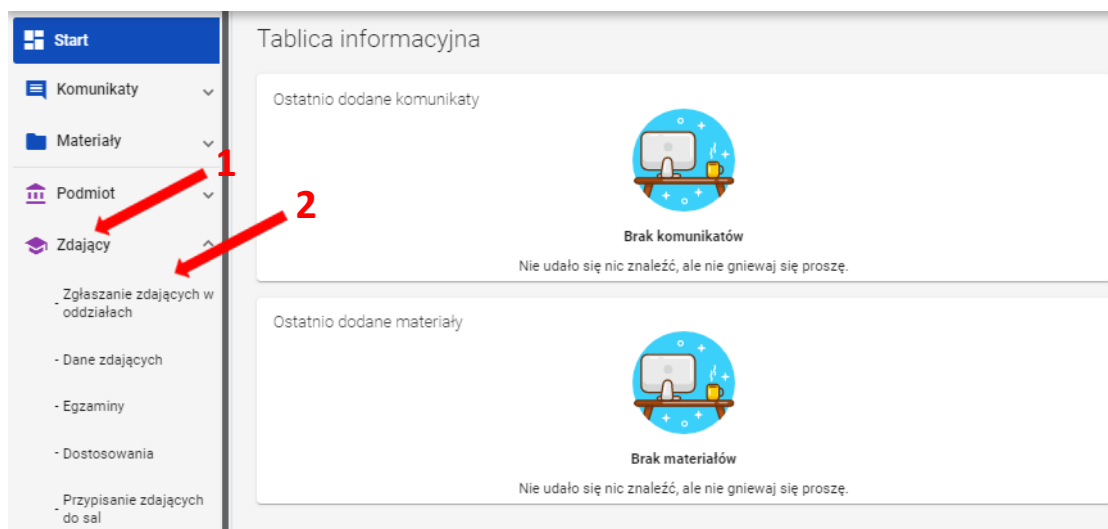 Start
Komunikaty
Materiały
1
Podmiot
2
Zdający
- Zgłaszanie zdających w
oddziałach
- Dane zdających
- Egzaminy
- Dostosowania
- Przypisanie zdających
do sal
Tablica informacyjna
Ostatnio dodane komunikaty
Brak komunikatów
Nie udało się nic znaleźć, ale nie gniewaj się proszę.
Ostatnio dodane materiały
Brak materiałów
Nie udało się nic znaleźć, ale nie gniewaj się proszę.